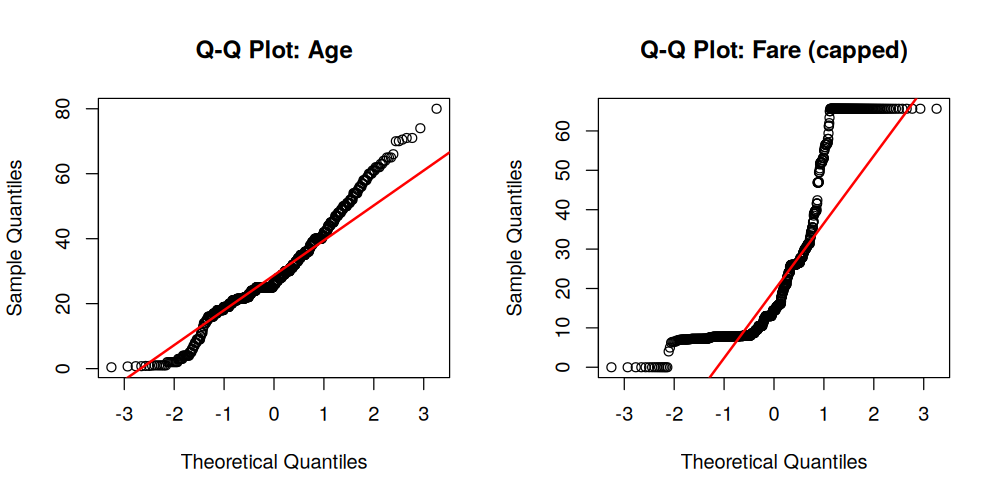 Q-Q Plot: Age
Sample Quantiles
80
60
40
20
0
-3 -2 -1 0 1 2 3
Theoretical Quantiles
Q-Q Plot: Fare (capped)
Sample Quantiles
60
50
40
30
20
10
0
-3 -2 -1 0 1 2 3
Theoretical Quantiles